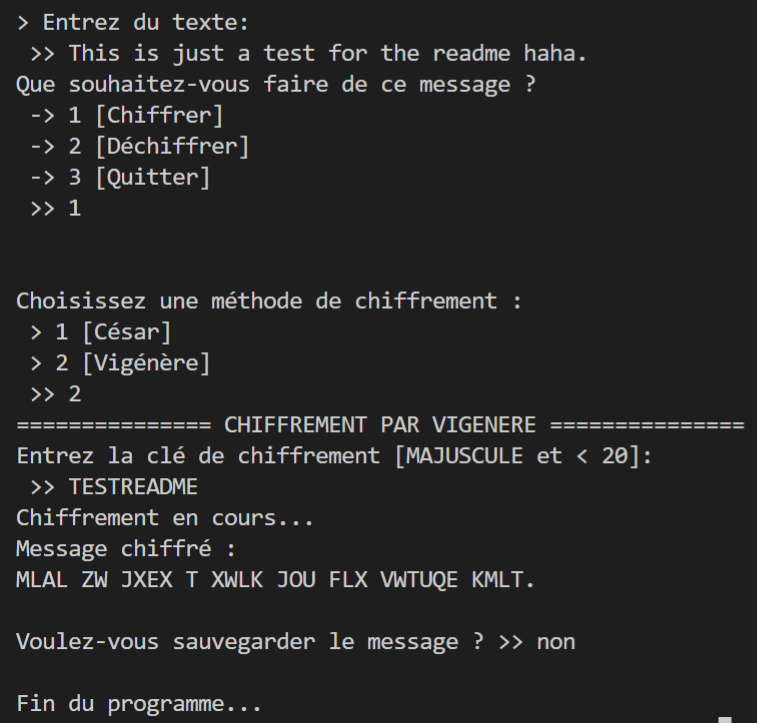 > Entrez du texte:
>> This is just a test for the readme haha.
Que souhaitez-vous faire de ce message ?
-> 1 [Chiffrer]
-> 2 [Déchiffrer]
-> 3 [Quitter]
>> 1
Choisissez une méthode de chiffrement :
> 1 [César]
> 2 [Vigénère]
>> 2
=============== CHIFFREMENT PAR VIGENERE ===============
Entrez la clé de chiffrement [MAJUSCULE et < 20]:
>> TESTREADME
Chiffrement en cours...
Message chiffré :
MLAL ZW JXEX T XWLK JOU FLX VWTUQE KMLT.
Voulez-vous sauvegarder le message ? >> non
Fin du programme...